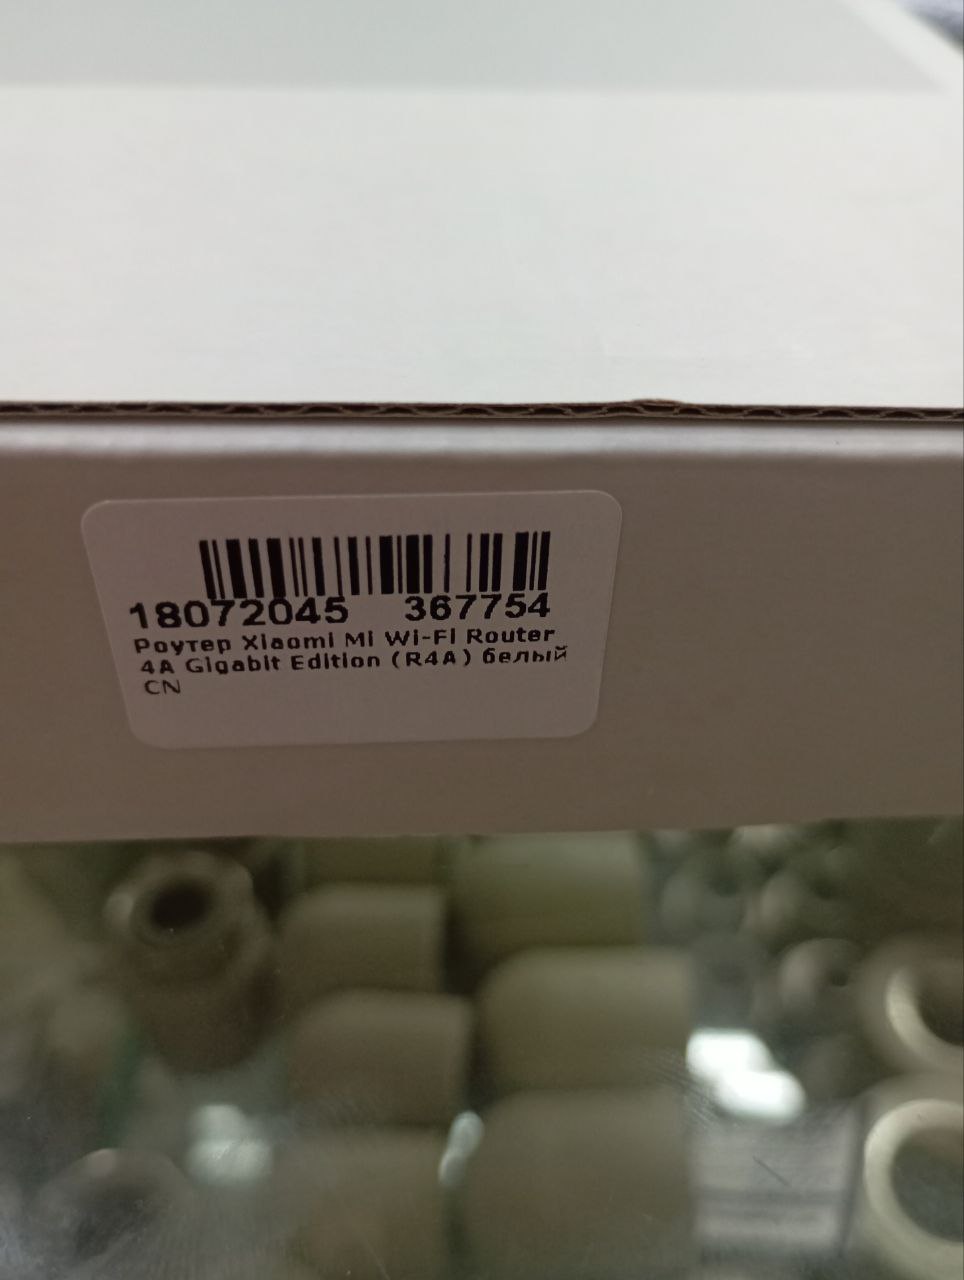 18072045 367754
Роутер Xiaomi Mi Wi-Fi Router
4A Gigabit Edition (R4A) белый
CN